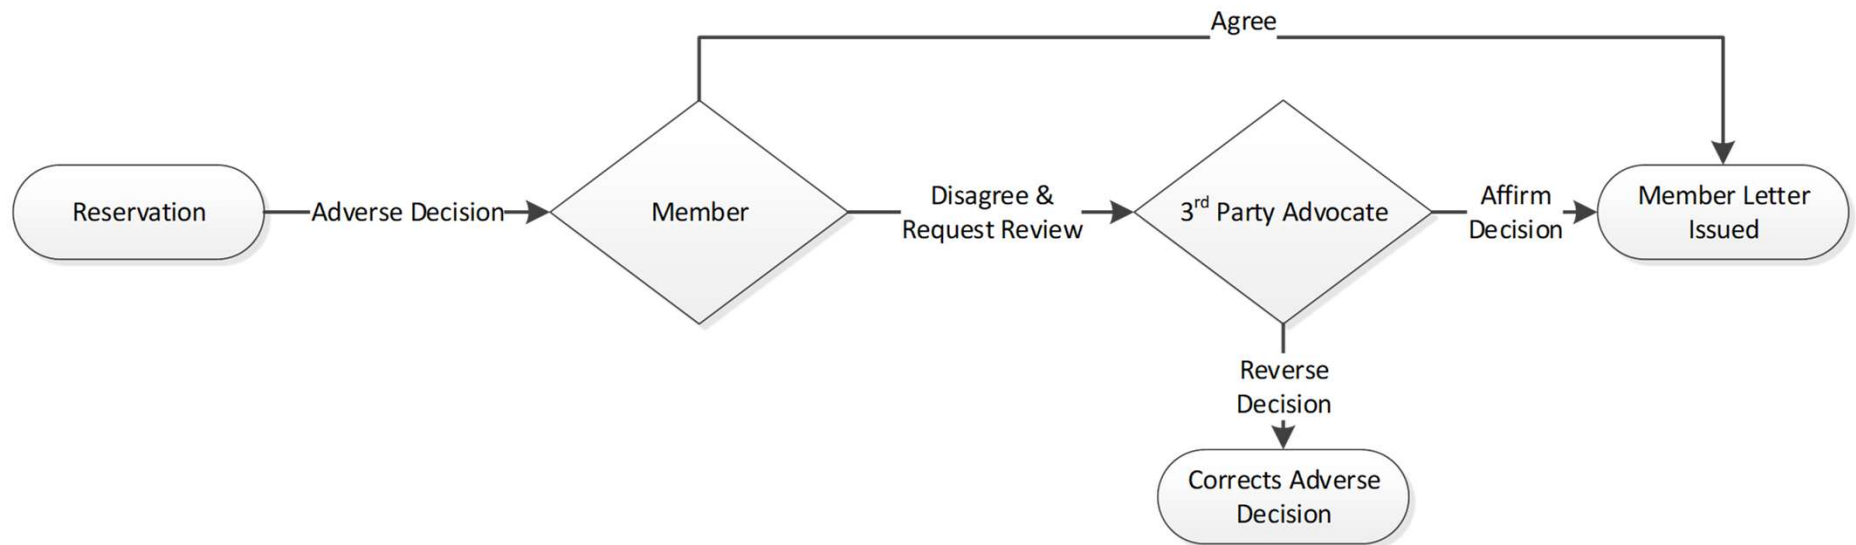 Agree
Reservation
Adverse Decision
Member
Disagree &
Request Review
3rd Party Advocate
Affirm
Decision
Member Letter
Issued
Reverse
Decision
Corrects Adverse
Decision